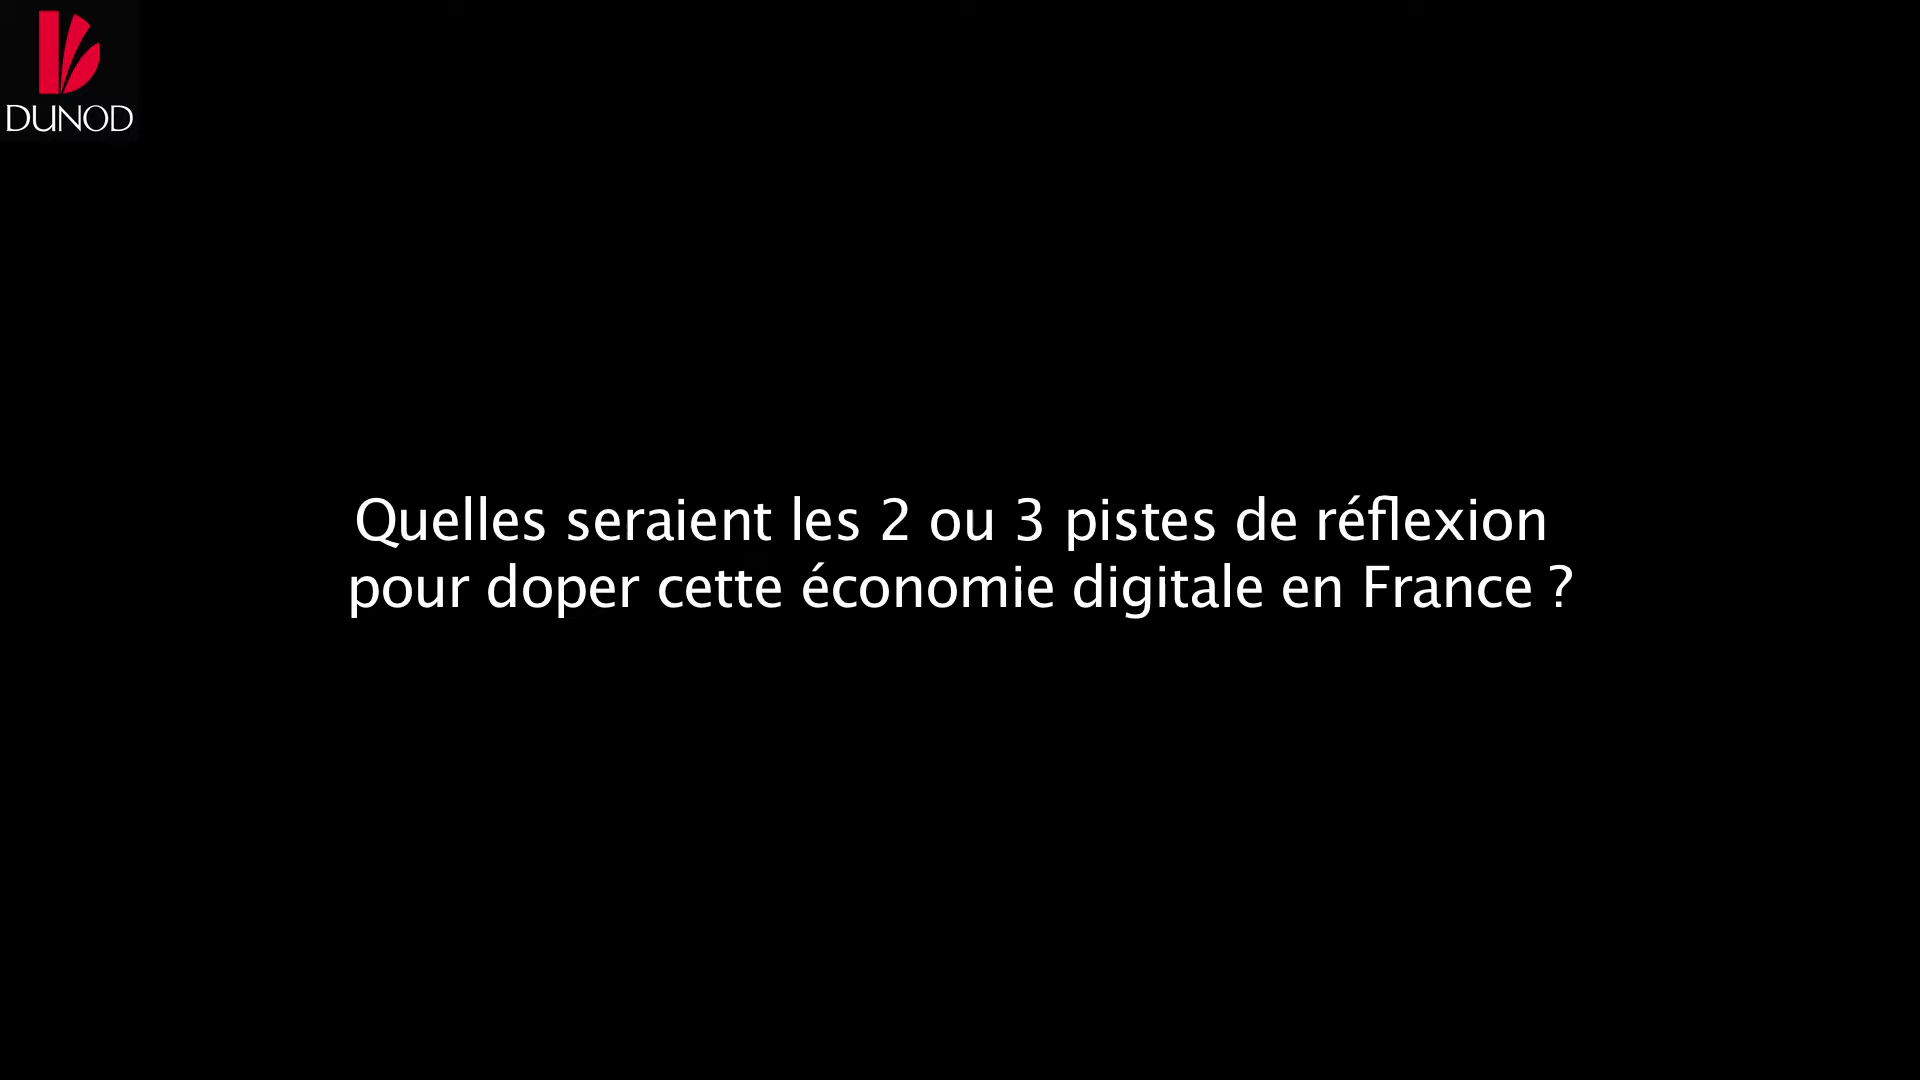 DUNOD
Quelles seraient les 2 ou 3 pistes de réflexion
pour doper cette économie digitale en France ?